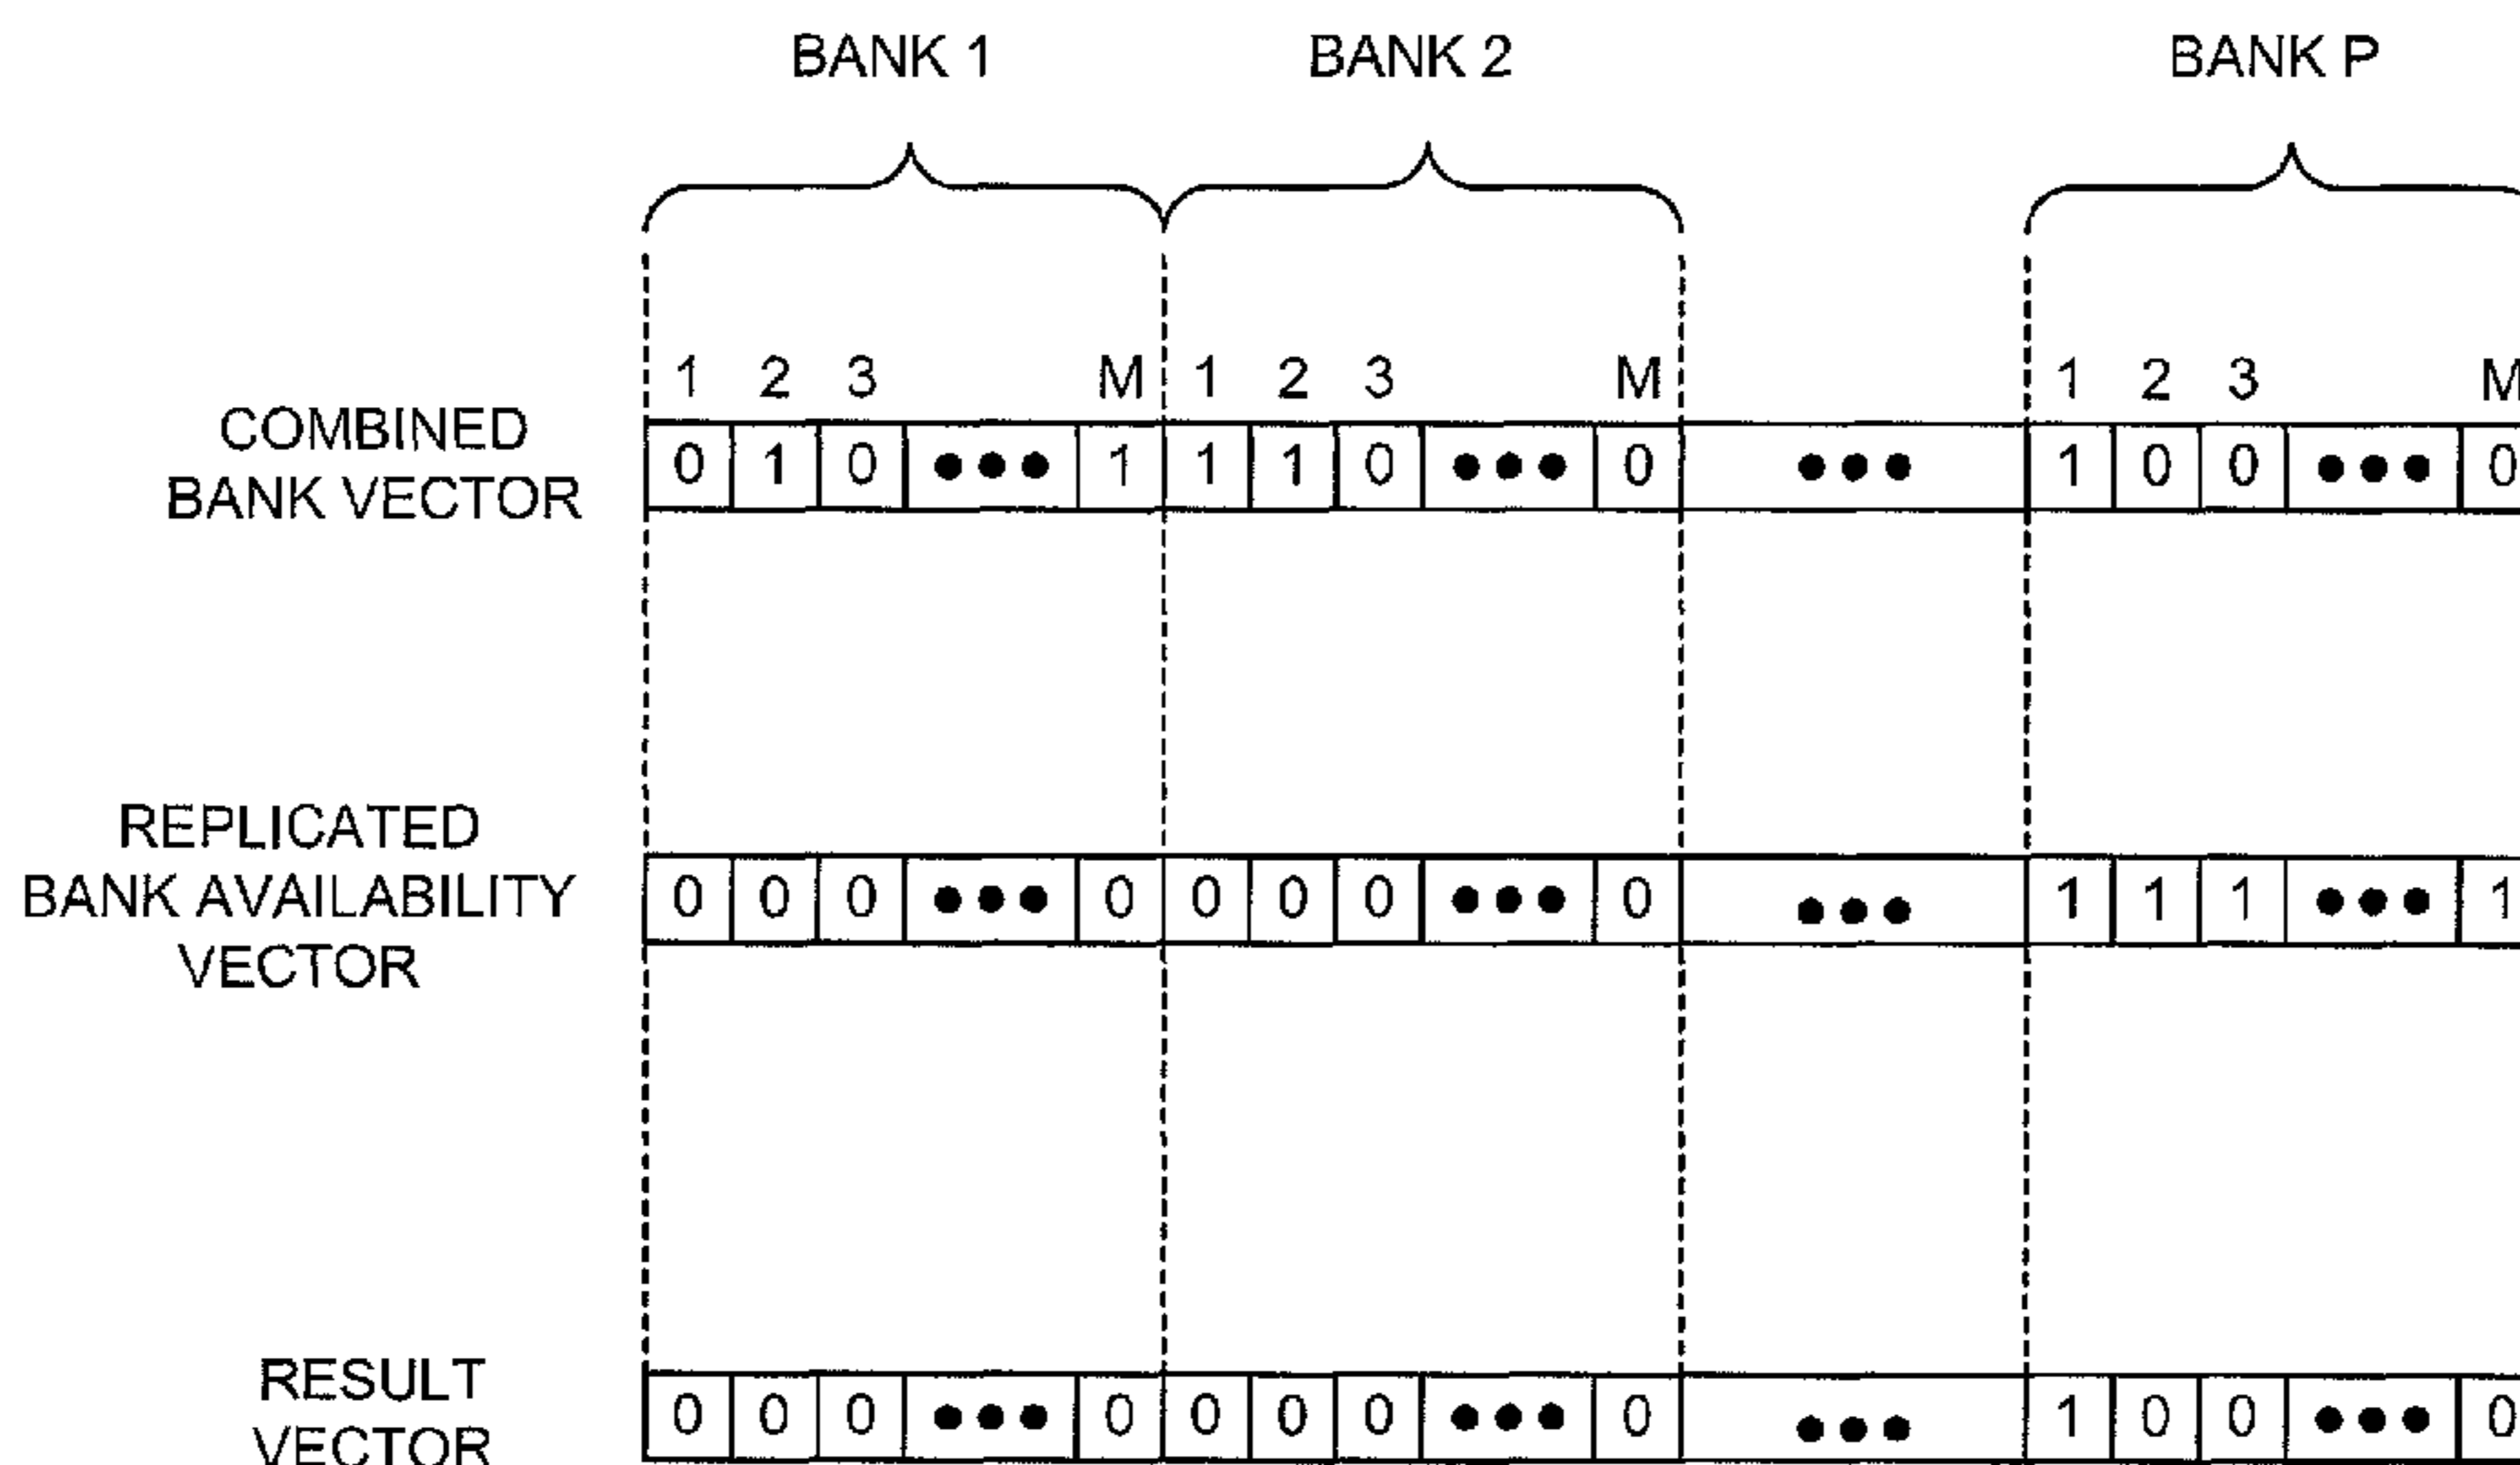 BANK 1 BANK 2 BANK P
1 2 3 M 1 2 3 M 1 2 3 M
COMBINED
BANK VECTOR
0 1 0 ●●● 1 1 1 0 ●●● 0 ●●● 1 0 0 ●●● 0
REPLICATED
BANK AVAILABILITY
VECTOR
0 0 0 ●●● 0 0 0 0 ●●● 0 ●●● 1 1 1 ●●● 1
RESULT
VECTOR
0 0 0 ●●● 0 0 0 0 ●●● 0 ●●● 1 0 0 ●●● 0